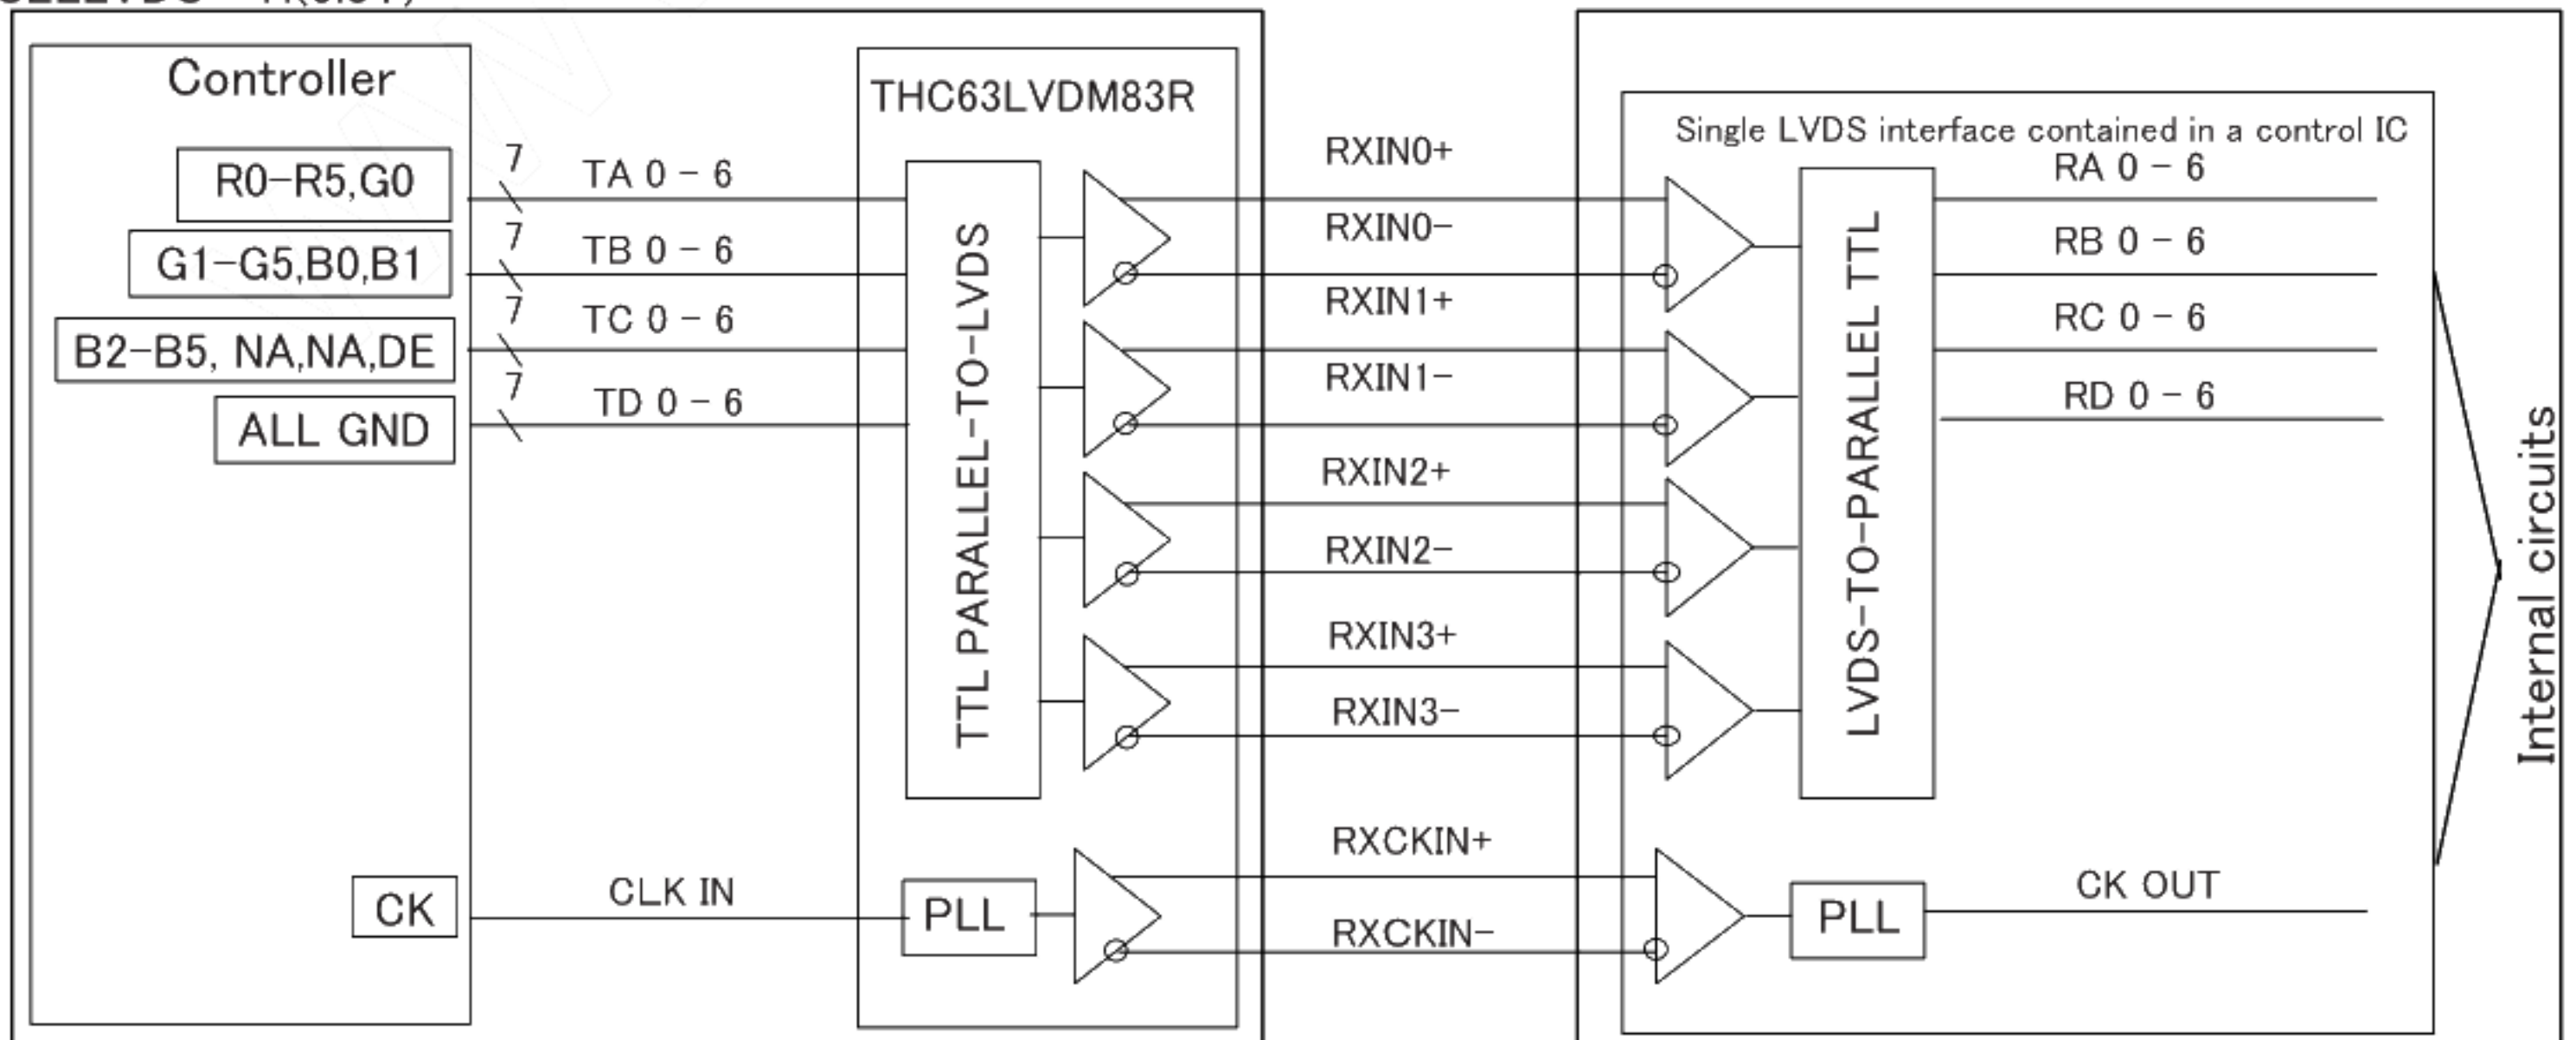 Controller
R0-R5,G0
G1-G5,B0,B1
B2-B5, NA,NA,DE
ALL GND
CK
7
TA 0 - 6
7
TB 0 - 6
7
TC 0 - 6
7
TD 0 - 6
CLK IN
THC63LVDM83R
TTL PARALLEL-TO-LVDS
PLL
RXIN0+
RXIN0-
RXIN1+
RXIN1-
RXIN2+
RXIN2-
RXIN3+
RXIN3-
RXCKIN+
RXCKIN-
Single LVDS interface contained in a control IC
LVDS-TO-PARALLEL TTL
PLL
RA 0 - 6
RB 0 - 6
RC 0 - 6
RD 0 - 6
CK OUT
Internal circuits